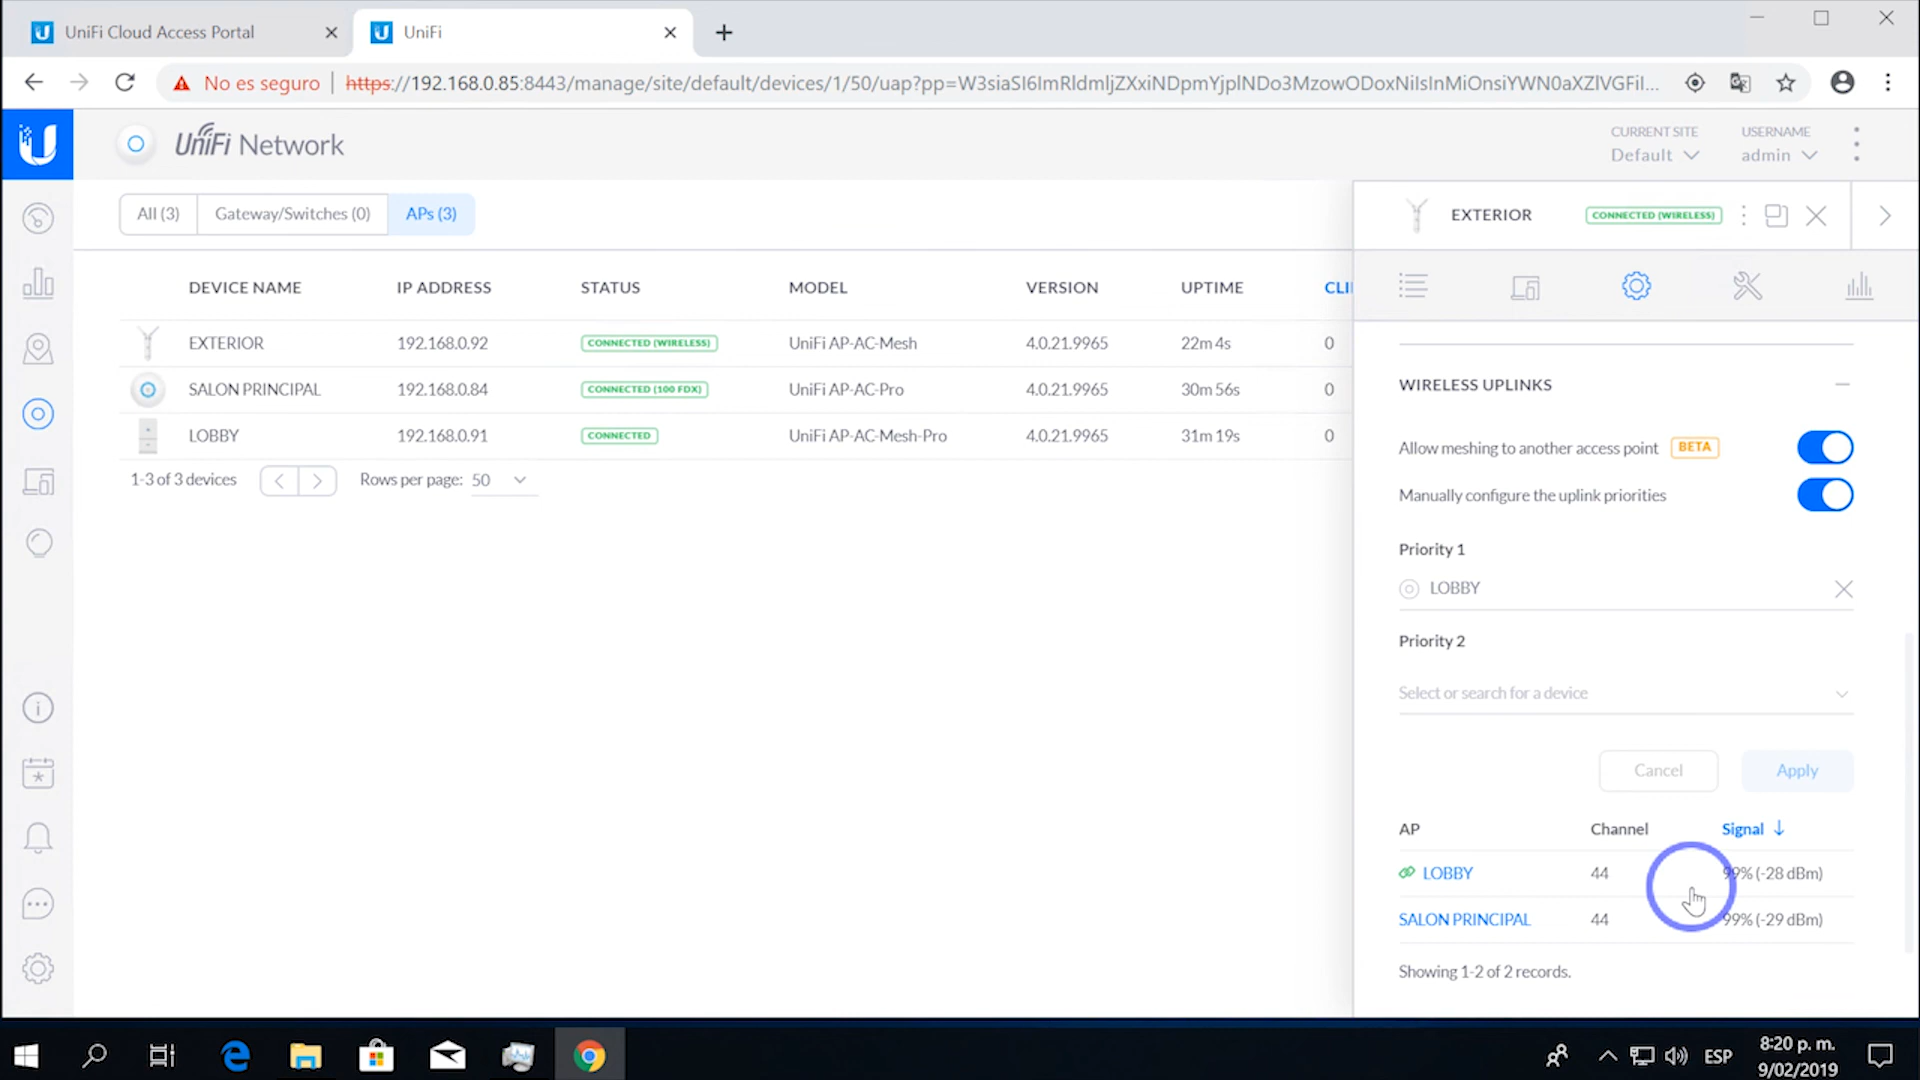 UniFi Cloud Access Portal
UniFi
No es seguro
https://192.168.0.85:8443/manage/site/default/devices/1/50/uap?pp=W3siaSI6ImRldmljZXxiNDpmYjplNDo3MzowODoxNiIsInMiOnsiYWN0aXZlVGFiI...
UniFi Network
CURRENT SITE
Default
USERNAME
admin
All (3)
Gateway/Switches (0)
APs (3)
EXTERIOR
CONNECTED (WIRELESS)
DEVICE NAME IP ADDRESS STATUS MODEL VERSION UPTIME CLI
EXTERIOR 192.168.0.92 CONNECTED (WIRELESS) UniFi AP-AC-Mesh 4.0.21.9965 22m 4s 0
SALON PRINCIPAL 192.168.0.84 CONNECTED (100 FDX) UniFi AP-AC-Pro 4.0.21.9965 30m 56s 0
LOBBY 192.168.0.91 CONNECTED UniFi AP-AC-Mesh-Pro 4.0.21.9965 31m 19s 0
1-3 of 3 devices
Rows per page: 50
WIRELESS UPLINKS
Allow meshing to another access point BETA
Manually configure the uplink priorities
Priority 1
LOBBY
Priority 2
Select or search for a device
Cancel
Apply
AP Channel Signal
LOBBY 44 99% (-28 dBm)
SALON PRINCIPAL 44 99% (-29 dBm)
Showing 1-2 of 2 records.
ESP
8:20 p. m.
9/02/2019